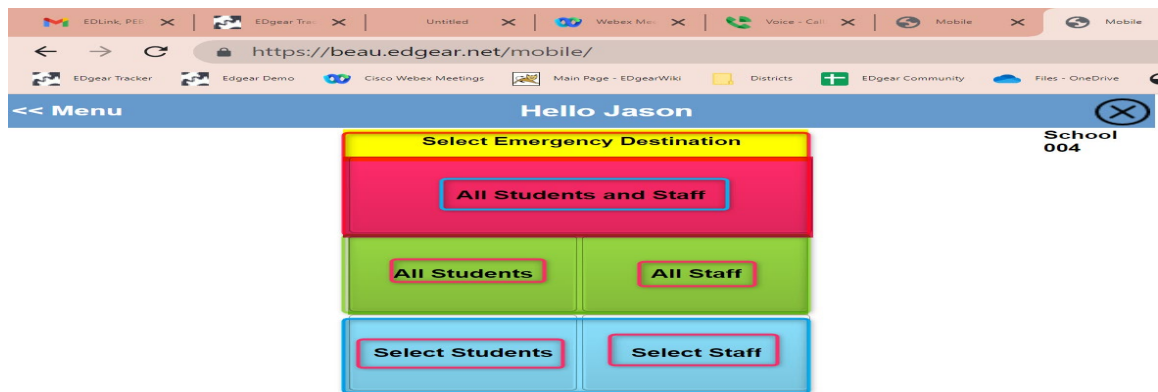 EDLink, PEI
EDgear Tra
Untitled
Webex Me
Voice - Call
Mobile
Mobile
https://beau.edgear.net/mobile/
EDgear Tracker
Edgear Demo
Cisco Webex Meetings
Main Page - EDgearWiki
Districts
EDgear Community
Files - OneDrive
<< Menu
Hello Jason
School
004
Select Emergency Destination
All Students and Staff
All Students
All Staff
Select Students
Select Staff